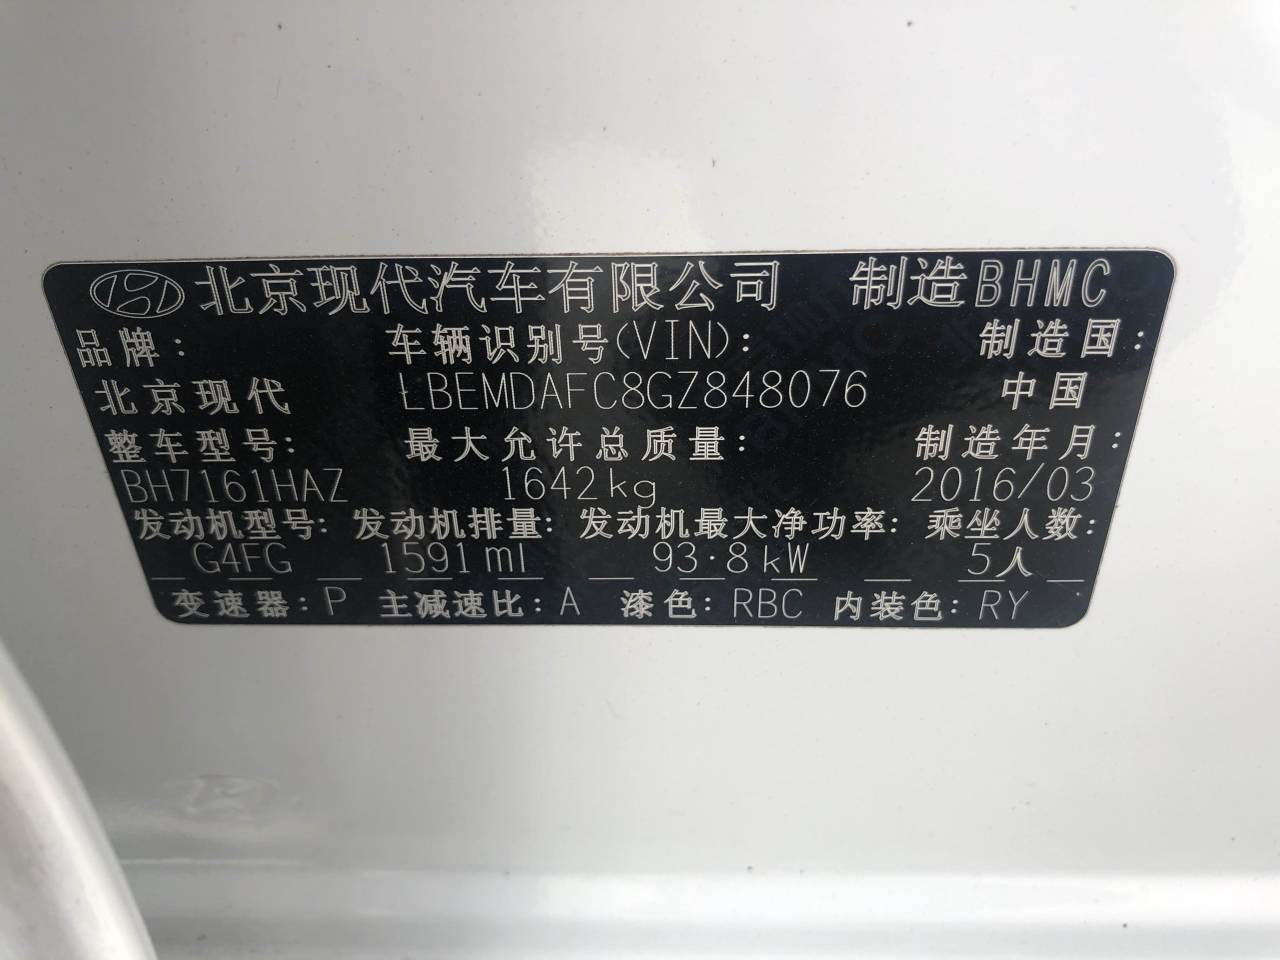 北京现代汽车有限公司 制造BHMC
品牌: 车辆识别号(VIN): 制造国:
北京现代 LBEMDAFC8GZ848076 中国
整车型号: 最大允许总质量: 制造年月:
BH7161HAZ 1642kg 2016/03
发动机型号: 发动机排量: 发动机最大净功率: 乘坐人数:
G4FG 1591ml 93.8kW 5人
变速器: P 主减速比: A 漆色: RBC 内装色: RY